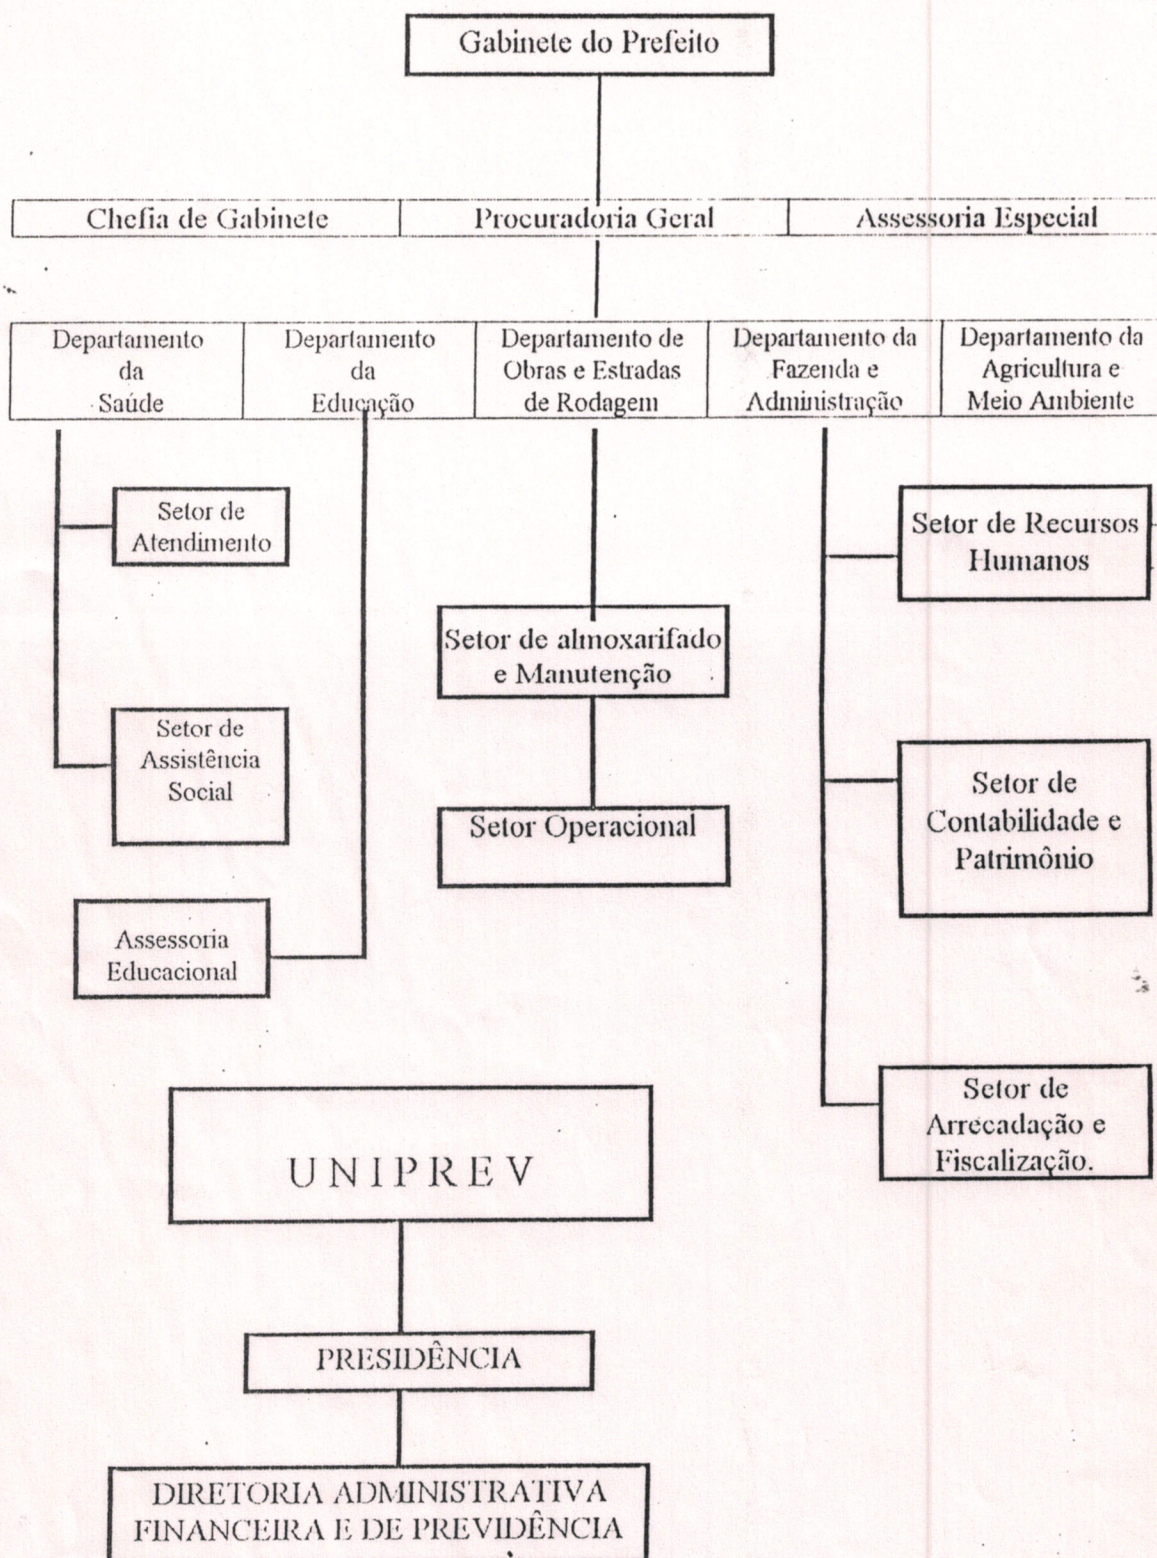 Gabinete do Prefeito
Chefia de Gabinete
Procuradoria Geral
Assessoria Especial
Departamento
da
Saúde
Departamento
da
Educação
Departamento de
Obras e Estradas
de Rodagem
Departamento da
Fazenda e
Administração
Departamento da
Agricultura e
Meio Ambiente
Setor de
Atendimento
Setor de
Assistência
Social
Assessoria
Educacional
Setor de almoxarifado
e Manutenção
Setor Operacional
Setor de Recursos
Humanos
Setor de
Contabilidade e
Patrimônio
Setor de
Arrecadação e
Fiscalização.
UNIPREV
PRESIDÊNCIA
DIRETORIA ADMINISTRATIVA
FINANCEIRA E DE PREVIDÊNCIA